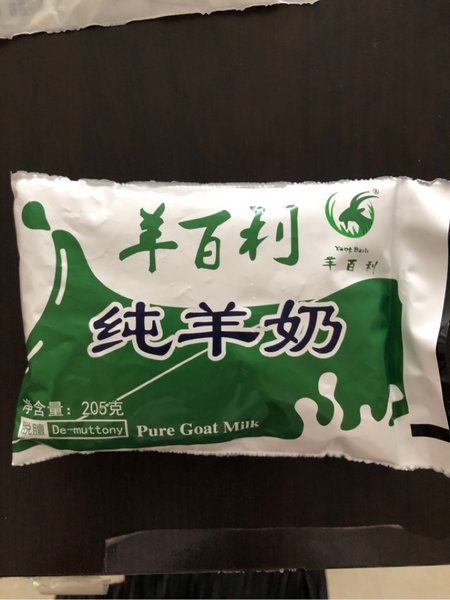 羊百利
®
Yang Baili
羊百利
纯羊奶
净含量：205克
脱膻 De-muttony
Pure Goat Milk